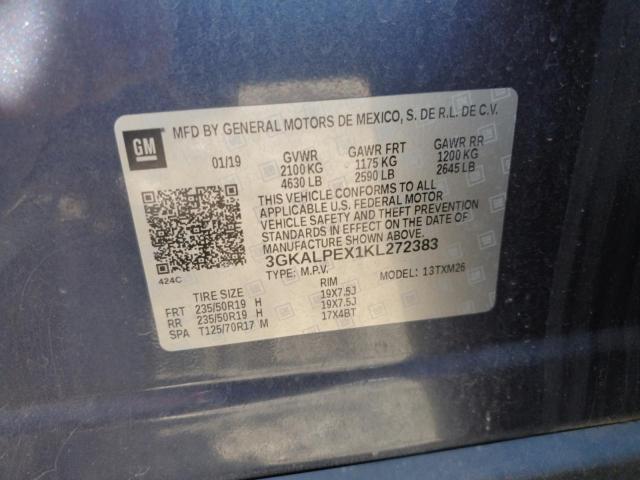 GM
MFD BY GENERAL MOTORS DE MEXICO, S. DE R.L. DE C.V.
01/19 GVWR GAWR FRT GAWR RR
2100 KG 1175 KG 1200 KG
4630 LB 2590 LB 2645 LB
THIS VEHICLE CONFORMS TO ALL
APPLICABLE U.S. FEDERAL MOTOR
VEHICLE SAFETY AND THEFT PREVENTION
STANDARDS IN EFFECT ON THE DATE OF
MANUFACTURE SHOWN ABOVE.
3GKALPEX1KL272383
424C
TYPE: M.P.V. MODEL: 13TXM26
TIRE SIZE RIM
FRT 235/50R19 H 19X7.5J
RR 235/50R19 H 19X7.5J
SPA T125/70R17 M 17X4BT